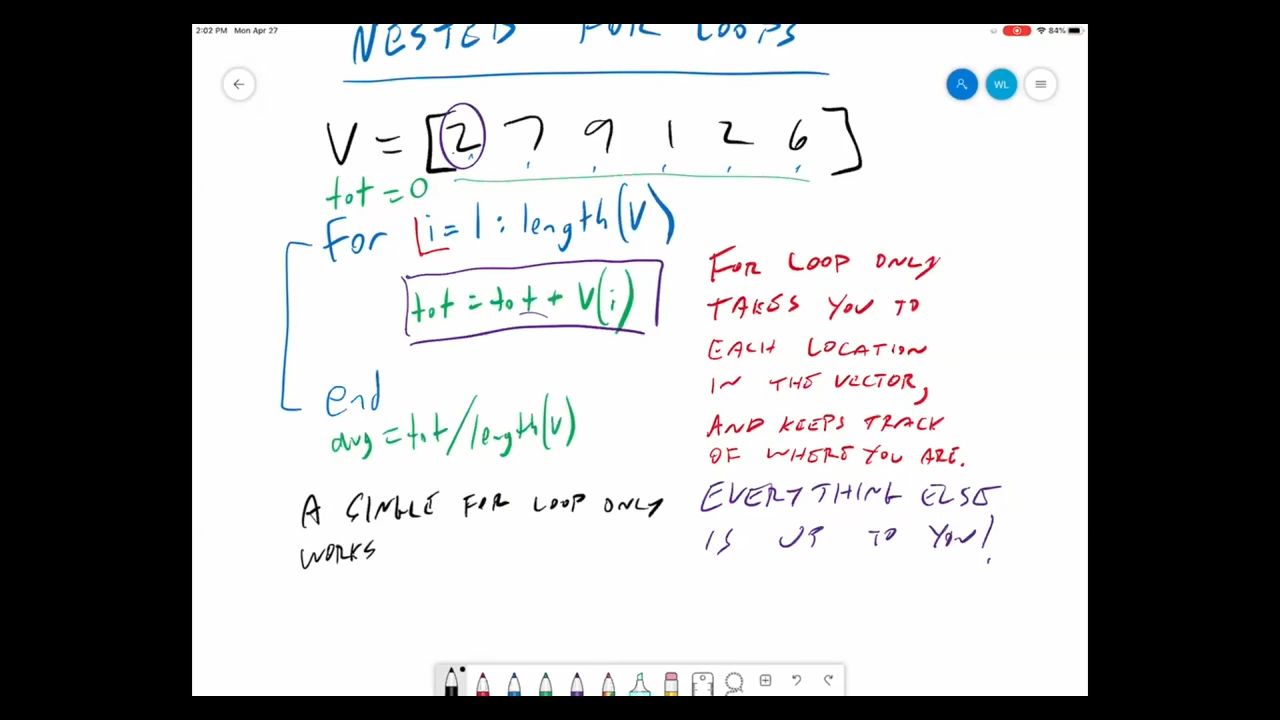 2:02 PM Mon Apr 27
84%
NESTED FOR LOOPS
WL
V = [2 7 9 1 2 6]
tot = 0
For i = 1 : length(V)
tot = tot + V(i)
end
avg = tot/length(V)
A SINGLE FOR LOOP ONLY
WORKS
FOR LOOP ONLY
TAKES YOU TO
EACH LOCATION
IN THE VECTOR,
AND KEEPS TRACK
OF WHERE YOU ARE.
EVERYTHING ELSE
IS UP TO YOU!